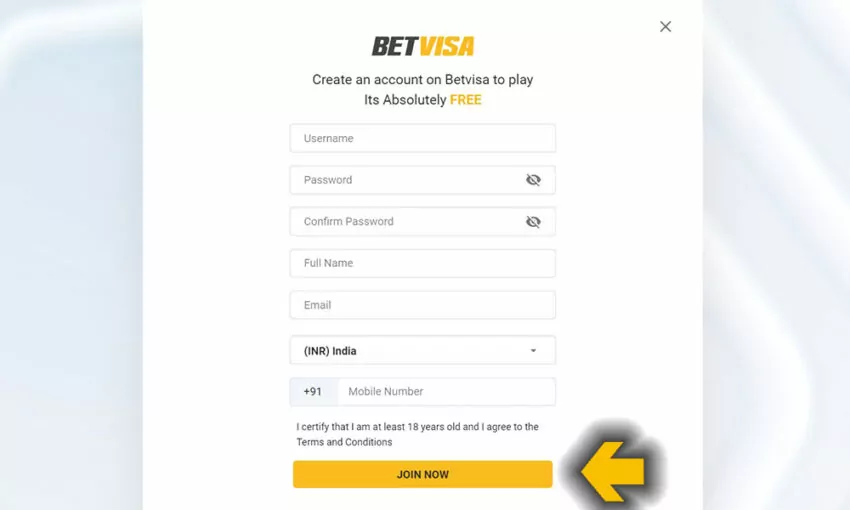 BETVISA
Create an account on Betvisa to play
Its Absolutely FREE
Username
Password
Confirm Password
Full Name
Email
(INR) India
+91 Mobile Number
I certify that I am at least 18 years old and I agree to the
Terms and Conditions
JOIN NOW